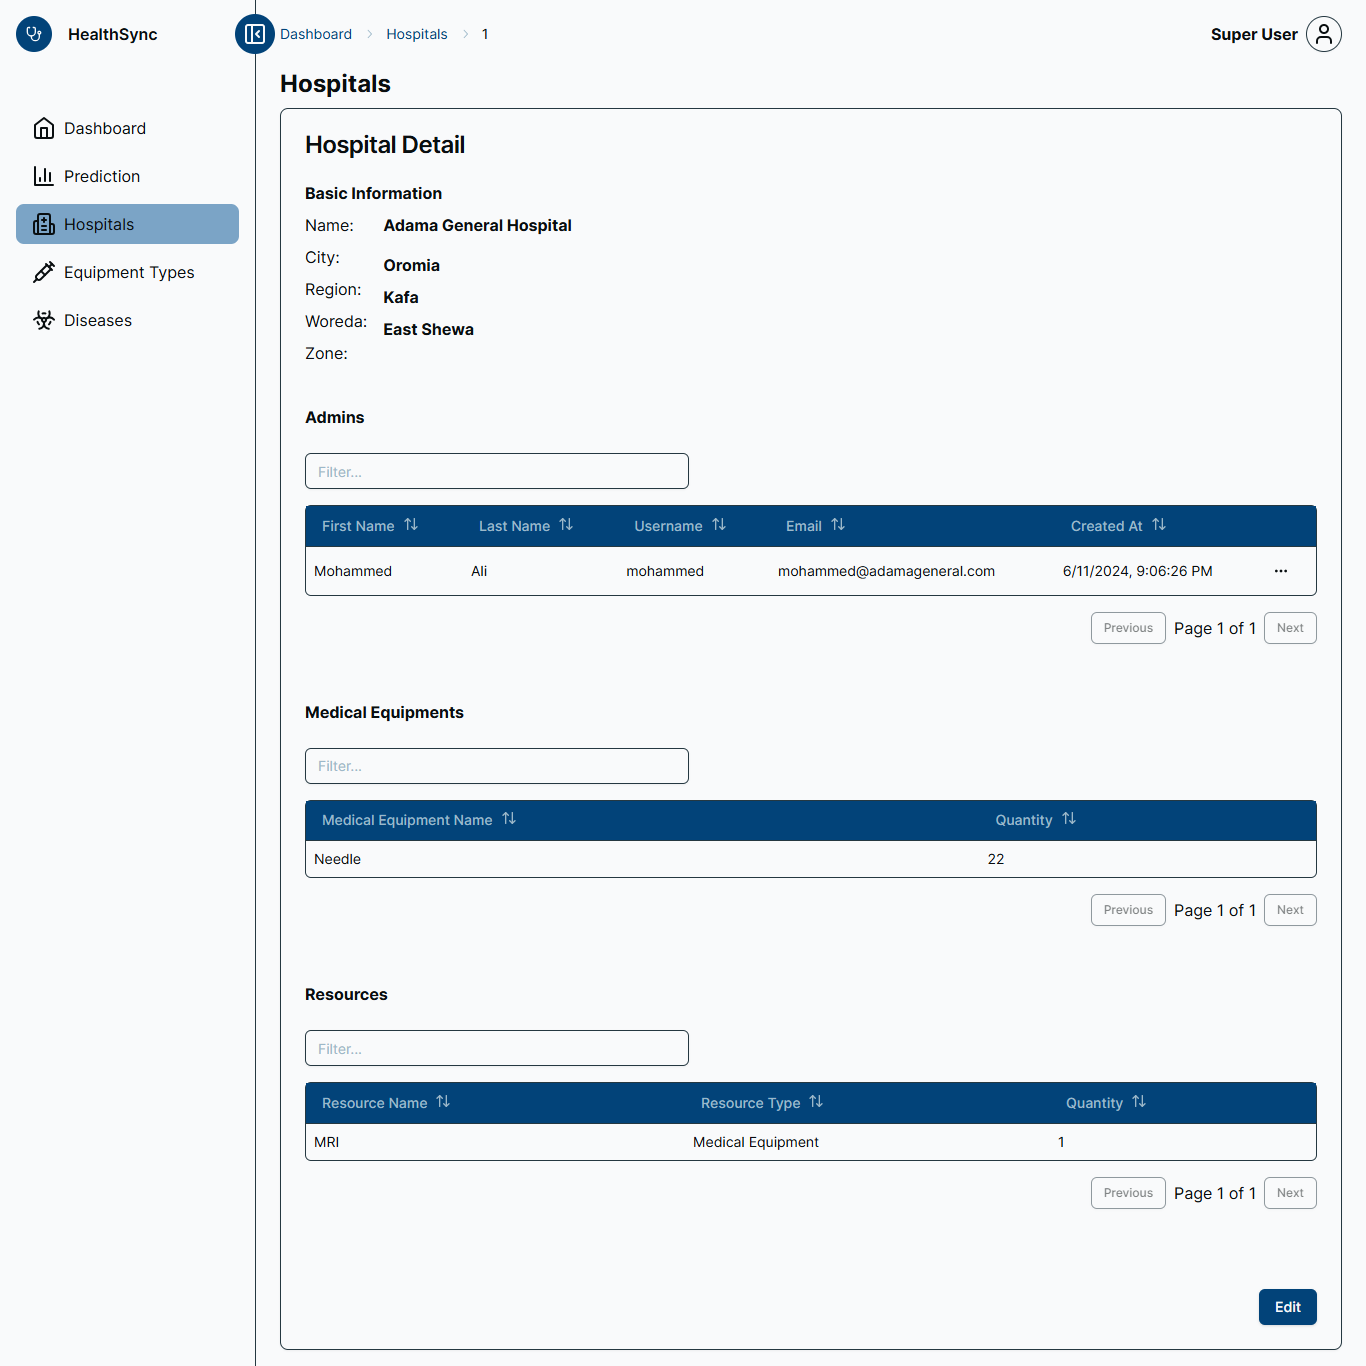 HealthSync
Dashboard
Hospitals
1
Super User
Dashboard
Prediction
Hospitals
Equipment Types
Diseases
Hospitals
Hospital Detail
Basic Information
Name: Adama General Hospital
City:
Oromia
Region:
Kafa
Woreda:
East Shewa
Zone:
Admins
Filter...
First Name Last Name Username Email Created At
Mohammed Ali mohammed mohammed@adamageneral.com 6/11/2024, 9:06:26 PM ...
Previous Page 1 of 1 Next
Medical Equipments
Filter...
Medical Equipment Name Quantity
Needle 22
Previous Page 1 of 1 Next
Resources
Filter...
Resource Name Resource Type Quantity
MRI Medical Equipment 1
Previous Page 1 of 1 Next
Edit